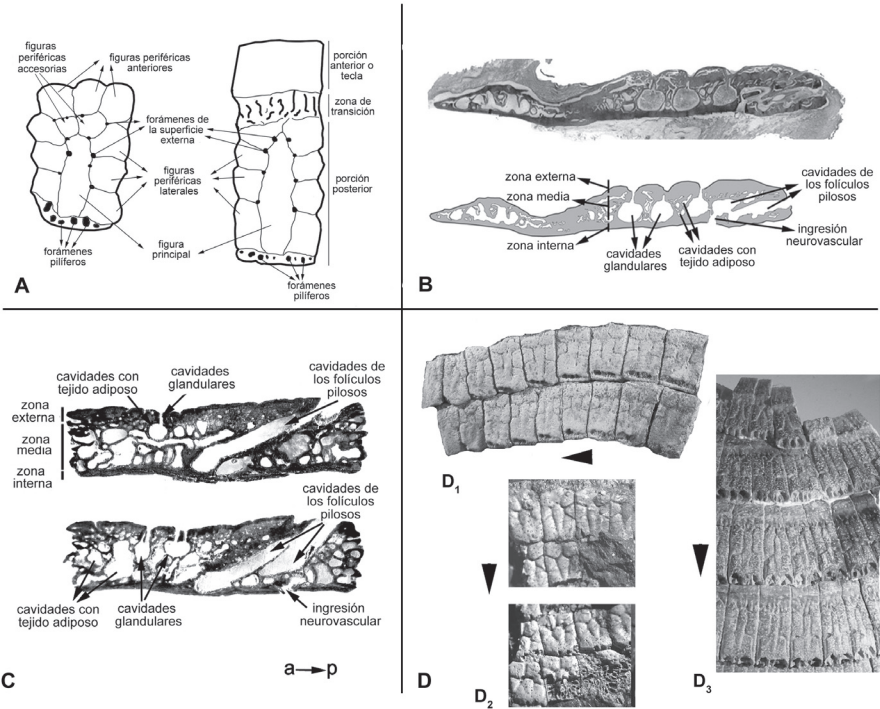 figuras
periféricas
accesorias
figuras periféricas
anteriores
forámenes de
la superficie
externa
figuras
periféricas
laterales
figura
principal
forámenes
pilíferos
porción
anterior o
tecla
zona de
transición
porción
posterior
forámenes
pilíferos
A
zona externa
zona media
zona interna
cavidades
glandulares
cavidades con
tejido adiposo
cavidades de
los folículos
pilosos
ingresión
neurovascular
B
cavidades con
tejido adiposo
cavidades
glandulares
cavidades de
los folículos
pilosos
zona
externa
zona
media
zona
interna
cavidades de
los folículos
pilosos
cavidades con
tejido adiposo
cavidades
glandulares
ingresión
neurovascular
a p
C
D1
D2
D3
D